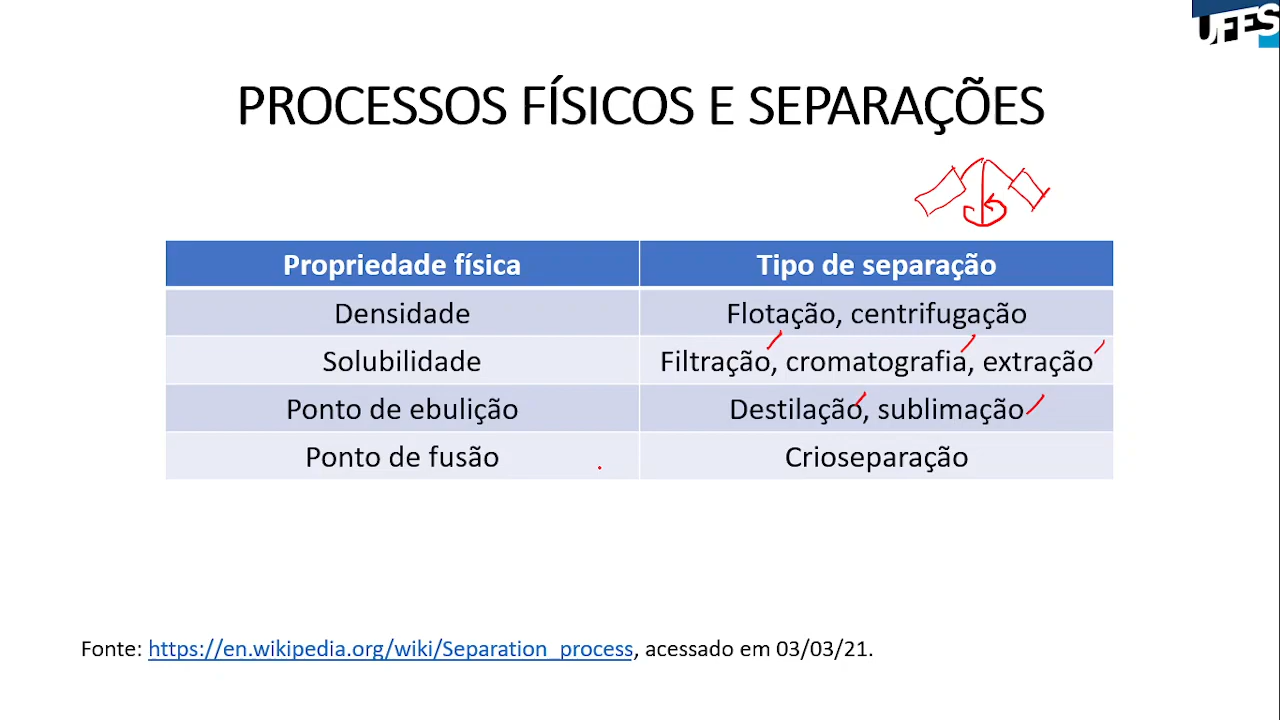 UFES
PROCESSOS FÍSICOS E SEPARAÇÕES
Propriedade física Tipo de separação
Densidade Flotação, centrifugação
Solubilidade Filtração, cromatografia, extração
Ponto de ebulição Destilação, sublimação
Ponto de fusão Crioseparação
Fonte: https://en.wikipedia.org/wiki/Separation_process, acessado em 03/03/21.